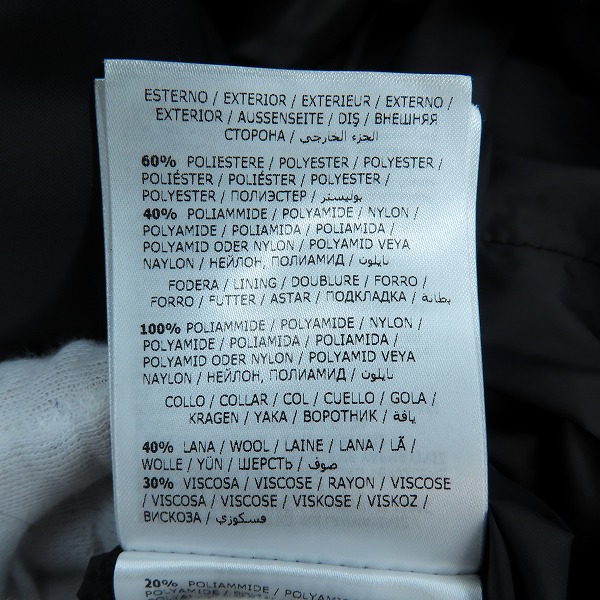 ESTERNO / EXTERIOR / EXTERIEUR / EXTERNO /
EXTERIOR / AUSSENSEITE / DIŞ / ВНЕШНЯЯ
СТОРОНА / الجزء الخارجي
60% POLIESTERE / POLYESTER / POLYESTER /
POLIÉSTER / POLIÉSTER / POLYESTER /
POLYESTER / ПОЛИЭСТЕР / بوليستر
40% POLIAMMIDE / POLYAMIDE / NYLON /
POLYAMIDE / POLIAMIDA / POLIAMIDA /
POLYAMID ODER NYLON / POLYAMID VEYA
NAYLON / НЕЙЛОН, ПОЛИАМИД / نايلون
FODERA / LINING / DOUBLURE / FORRO /
FORRO / FUTTER / ASTAR / ПОДКЛАДКА / بطانة
100% POLIAMMIDE / POLYAMIDE / NYLON /
POLYAMIDE / POLIAMIDA / POLIAMIDA /
POLYAMID ODER NYLON / POLYAMID VEYA
NAYLON / НЕЙЛОН, ПОЛИАМИД / نايلون
COLLO / COLLAR / COL / CUELLO / GOLA /
KRAGEN / YAKA / ВОРОТНИК / ياقة
40% LANA / WOOL / LAINE / LANA / LÃ /
WOLLE / YÜN / ШЕРСТЬ / صوف
30% VISCOSA / VISCOSE / RAYON / VISCOSE
/ VISCOSA / VISCOSE / VISKOSE / VISKOZ /
ВИСКОЗА / فسكوزي
20% POLIAMMIDE / POLYAMIDE /